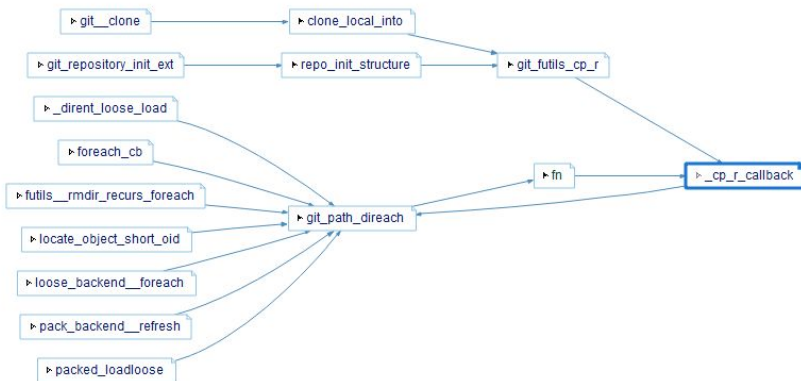 git__clone
clone_local_into
git_repository_init_ext
repo_init_structure
git_futils_cp_r
_dirent_loose_load
foreach_cb
fn
_cp_r_callback
futils__rmdir_recurs_foreach
git_path_direach
locate_object_short_oid
loose_backend__foreach
pack_backend__refresh
packed_loadloose